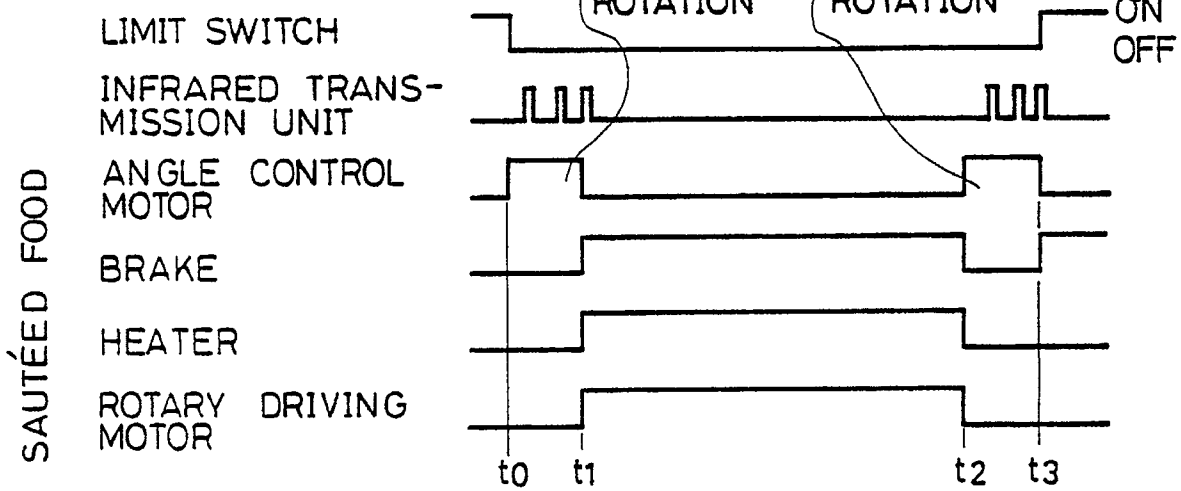 ROTATION ROTATION ON
LIMIT SWITCH OFF
INFRARED TRANS-
MISSION UNIT
ANGLE CONTROL
MOTOR
BRAKE
HEATER
ROTARY DRIVING
MOTOR
SAUTÉED FOOD
t0 t1 t2 t3